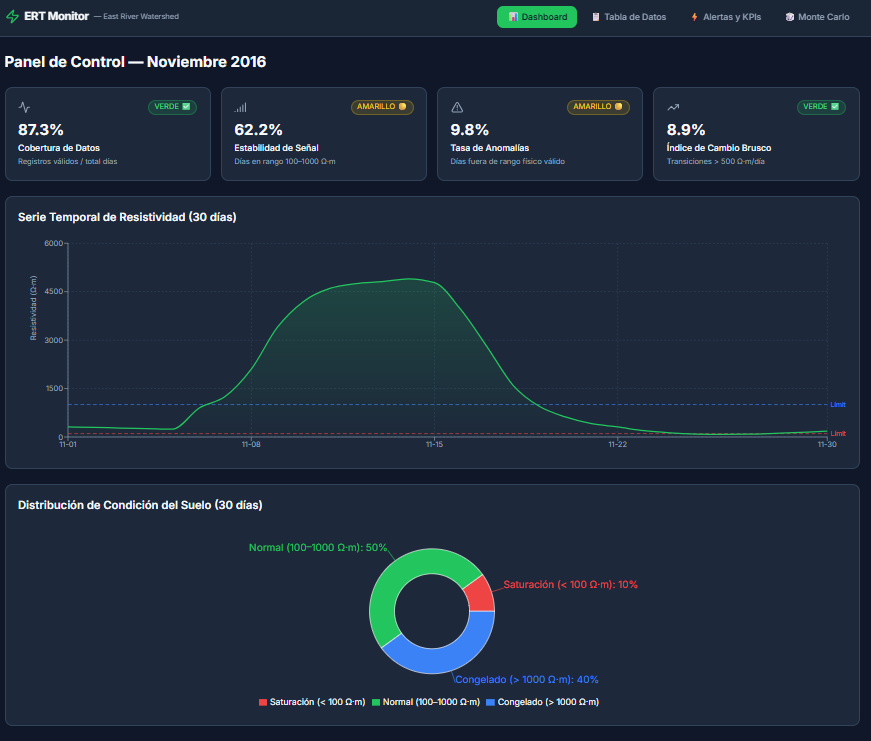 ERT Monitor — East River Watershed
Dashboard
Tabla de Datos
Alertas y KPIs
Monte Carlo
Panel de Control — Noviembre 2016
VERDE ✅
87.3%
Cobertura de Datos
Registros válidos / total días
AMARILLO 🟡
62.2%
Estabilidad de Señal
Días en rango 100–1000 Ω·m
AMARILLO 🟡
9.8%
Tasa de Anomalías
Días fuera de rango físico válido
VERDE ✅
8.9%
Índice de Cambio Brusco
Transiciones > 500 Ω·m/día
Serie Temporal de Resistividad (30 días)
Resistividad (Ω·m)
6000
4500
3000
1500
0
Limit
Limit
11-01
11-08
11-15
11-22
11-30
Distribución de Condición del Suelo (30 días)
Normal (100–1000 Ω·m): 50%
Saturación (< 100 Ω·m): 10%
Congelado (> 1000 Ω·m): 40%
Saturación (< 100 Ω·m) Normal (100–1000 Ω·m) Congelado (> 1000 Ω·m)